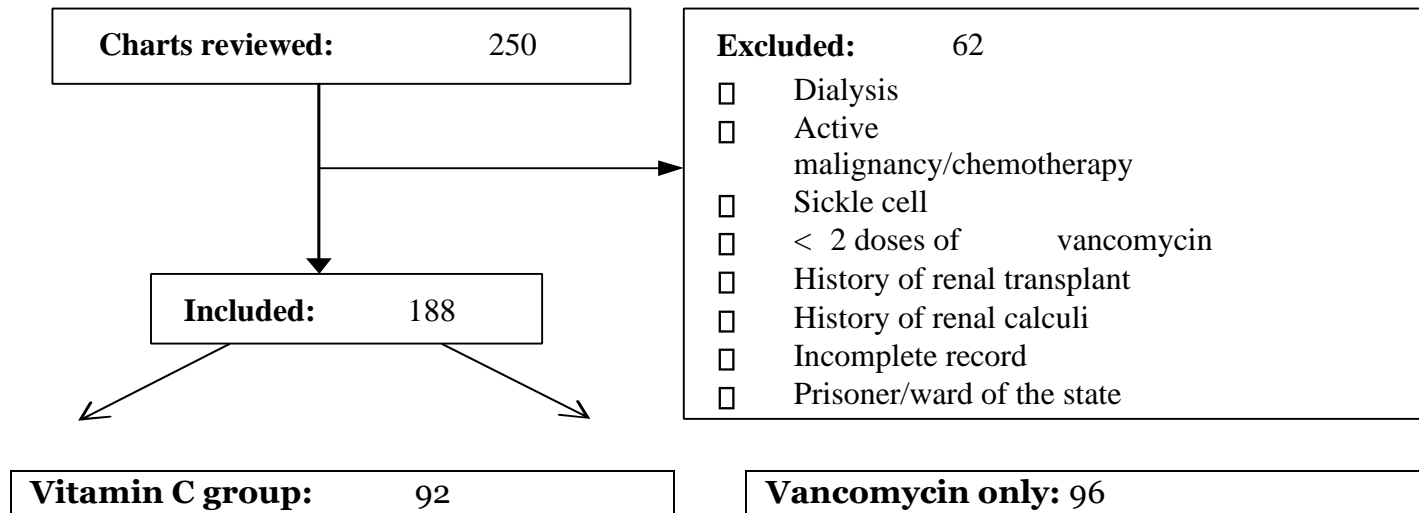 Charts reviewed: 250
Excluded: 62
Dialysis
Active
malignancy/chemotherapy
Sickle cell
< 2 doses of vancomycin
History of renal transplant
History of renal calculi
Incomplete record
Prisoner/ward of the state
Included: 188
Vitamin C group: 92
Vancomycin only: 96